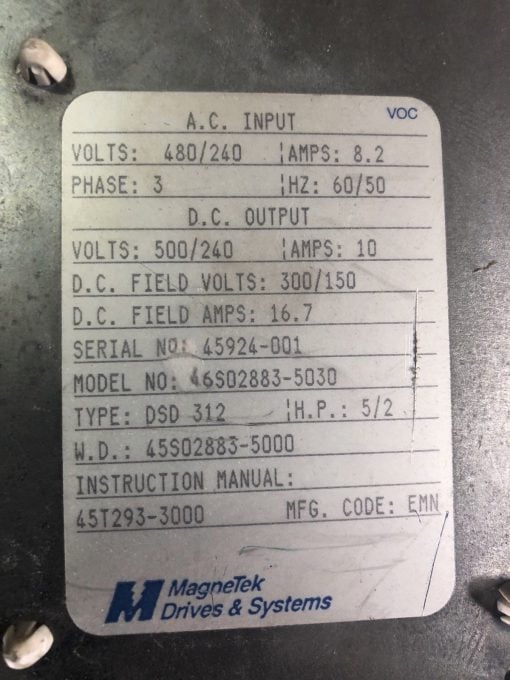 VOC
A.C. INPUT
VOLTS: 480/240 ¦AMPS: 8.2
PHASE: 3 ¦HZ: 60/50
D.C. OUTPUT
VOLTS: 500/240 ¦AMPS: 10
D.C. FIELD VOLTS: 300/150
D.C. FIELD AMPS: 16.7
SERIAL NO: 45924-001
MODEL NO: 46S02883-5030
TYPE: DSD 312 ¦H.P.: 5/2
W.D.: 45S02883-5000
INSTRUCTION MANUAL:
45T293-3000 MFG. CODE: EMN
MagneTek
Drives & Systems